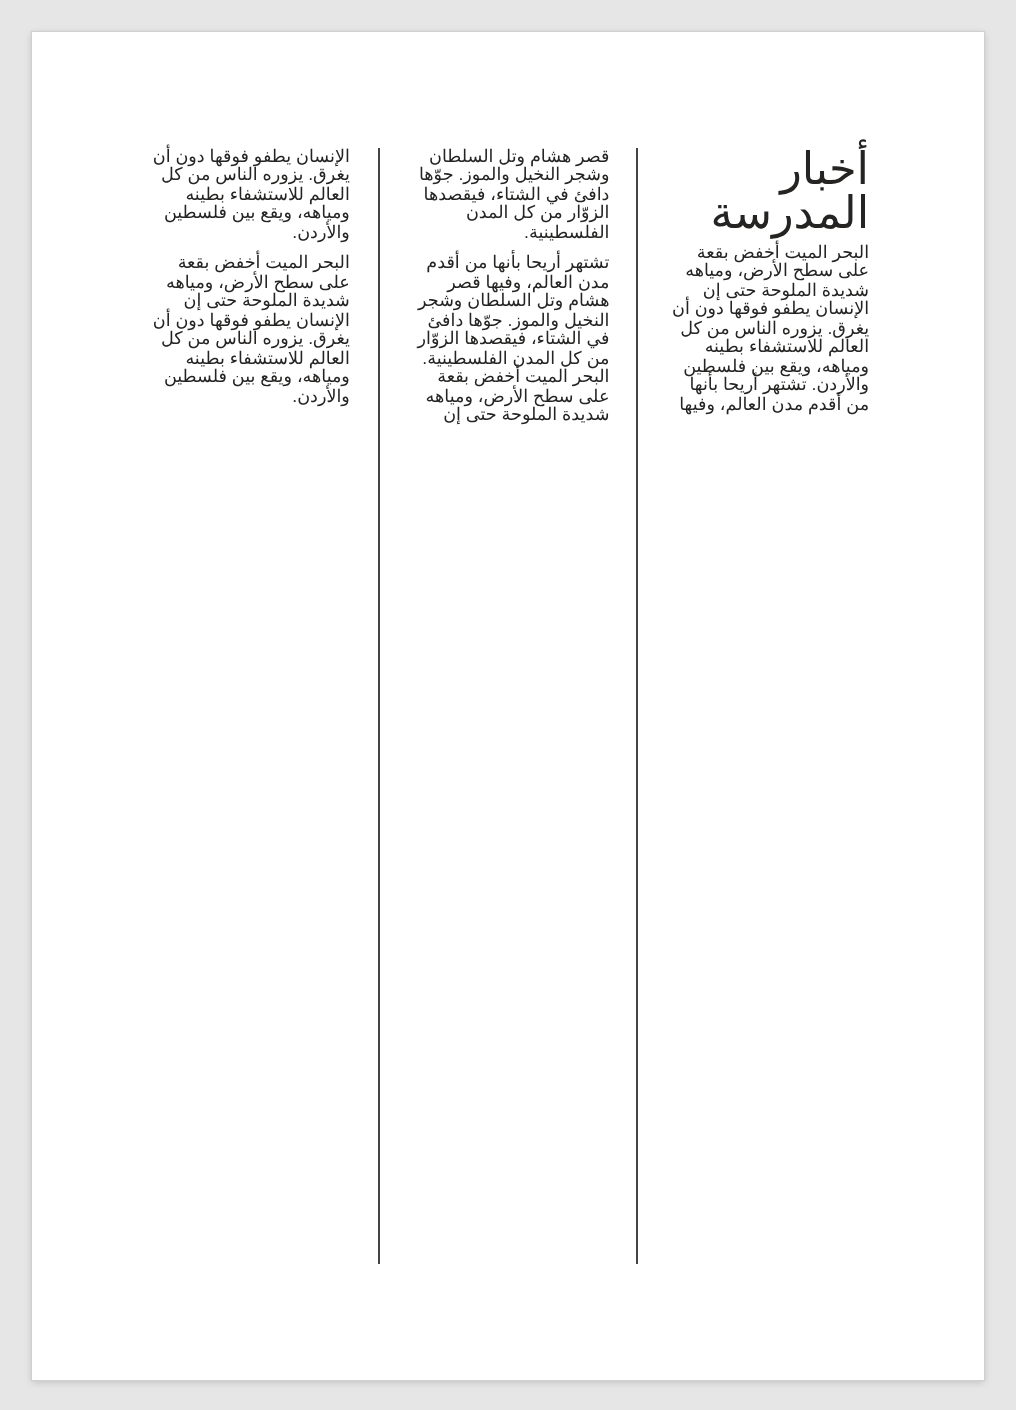 أخبار
المدرسة
البحر الميت أخفض بقعة
على سطح الأرض، ومياهه
شديدة الملوحة حتى إن
الإنسان يطفو فوقها دون أن
يغرق. يزوره الناس من كل
العالم للاستشفاء بطينه
ومياهه، ويقع بين فلسطين
والأردن. تشتهر أريحا بأنها
من أقدم مدن العالم، وفيها
قصر هشام وتل السلطان
وشجر النخيل والموز. جوّها
دافئ في الشتاء، فيقصدها
الزوّار من كل المدن
الفلسطينية.
تشتهر أريحا بأنها من أقدم
مدن العالم، وفيها قصر
هشام وتل السلطان وشجر
النخيل والموز. جوّها دافئ
في الشتاء، فيقصدها الزوّار
من كل المدن الفلسطينية.
البحر الميت أخفض بقعة
على سطح الأرض، ومياهه
شديدة الملوحة حتى إن
الإنسان يطفو فوقها دون أن
يغرق. يزوره الناس من كل
العالم للاستشفاء بطينه
ومياهه، ويقع بين فلسطين
والأردن.
البحر الميت أخفض بقعة
على سطح الأرض، ومياهه
شديدة الملوحة حتى إن
الإنسان يطفو فوقها دون أن
يغرق. يزوره الناس من كل
العالم للاستشفاء بطينه
ومياهه، ويقع بين فلسطين
والأردن.